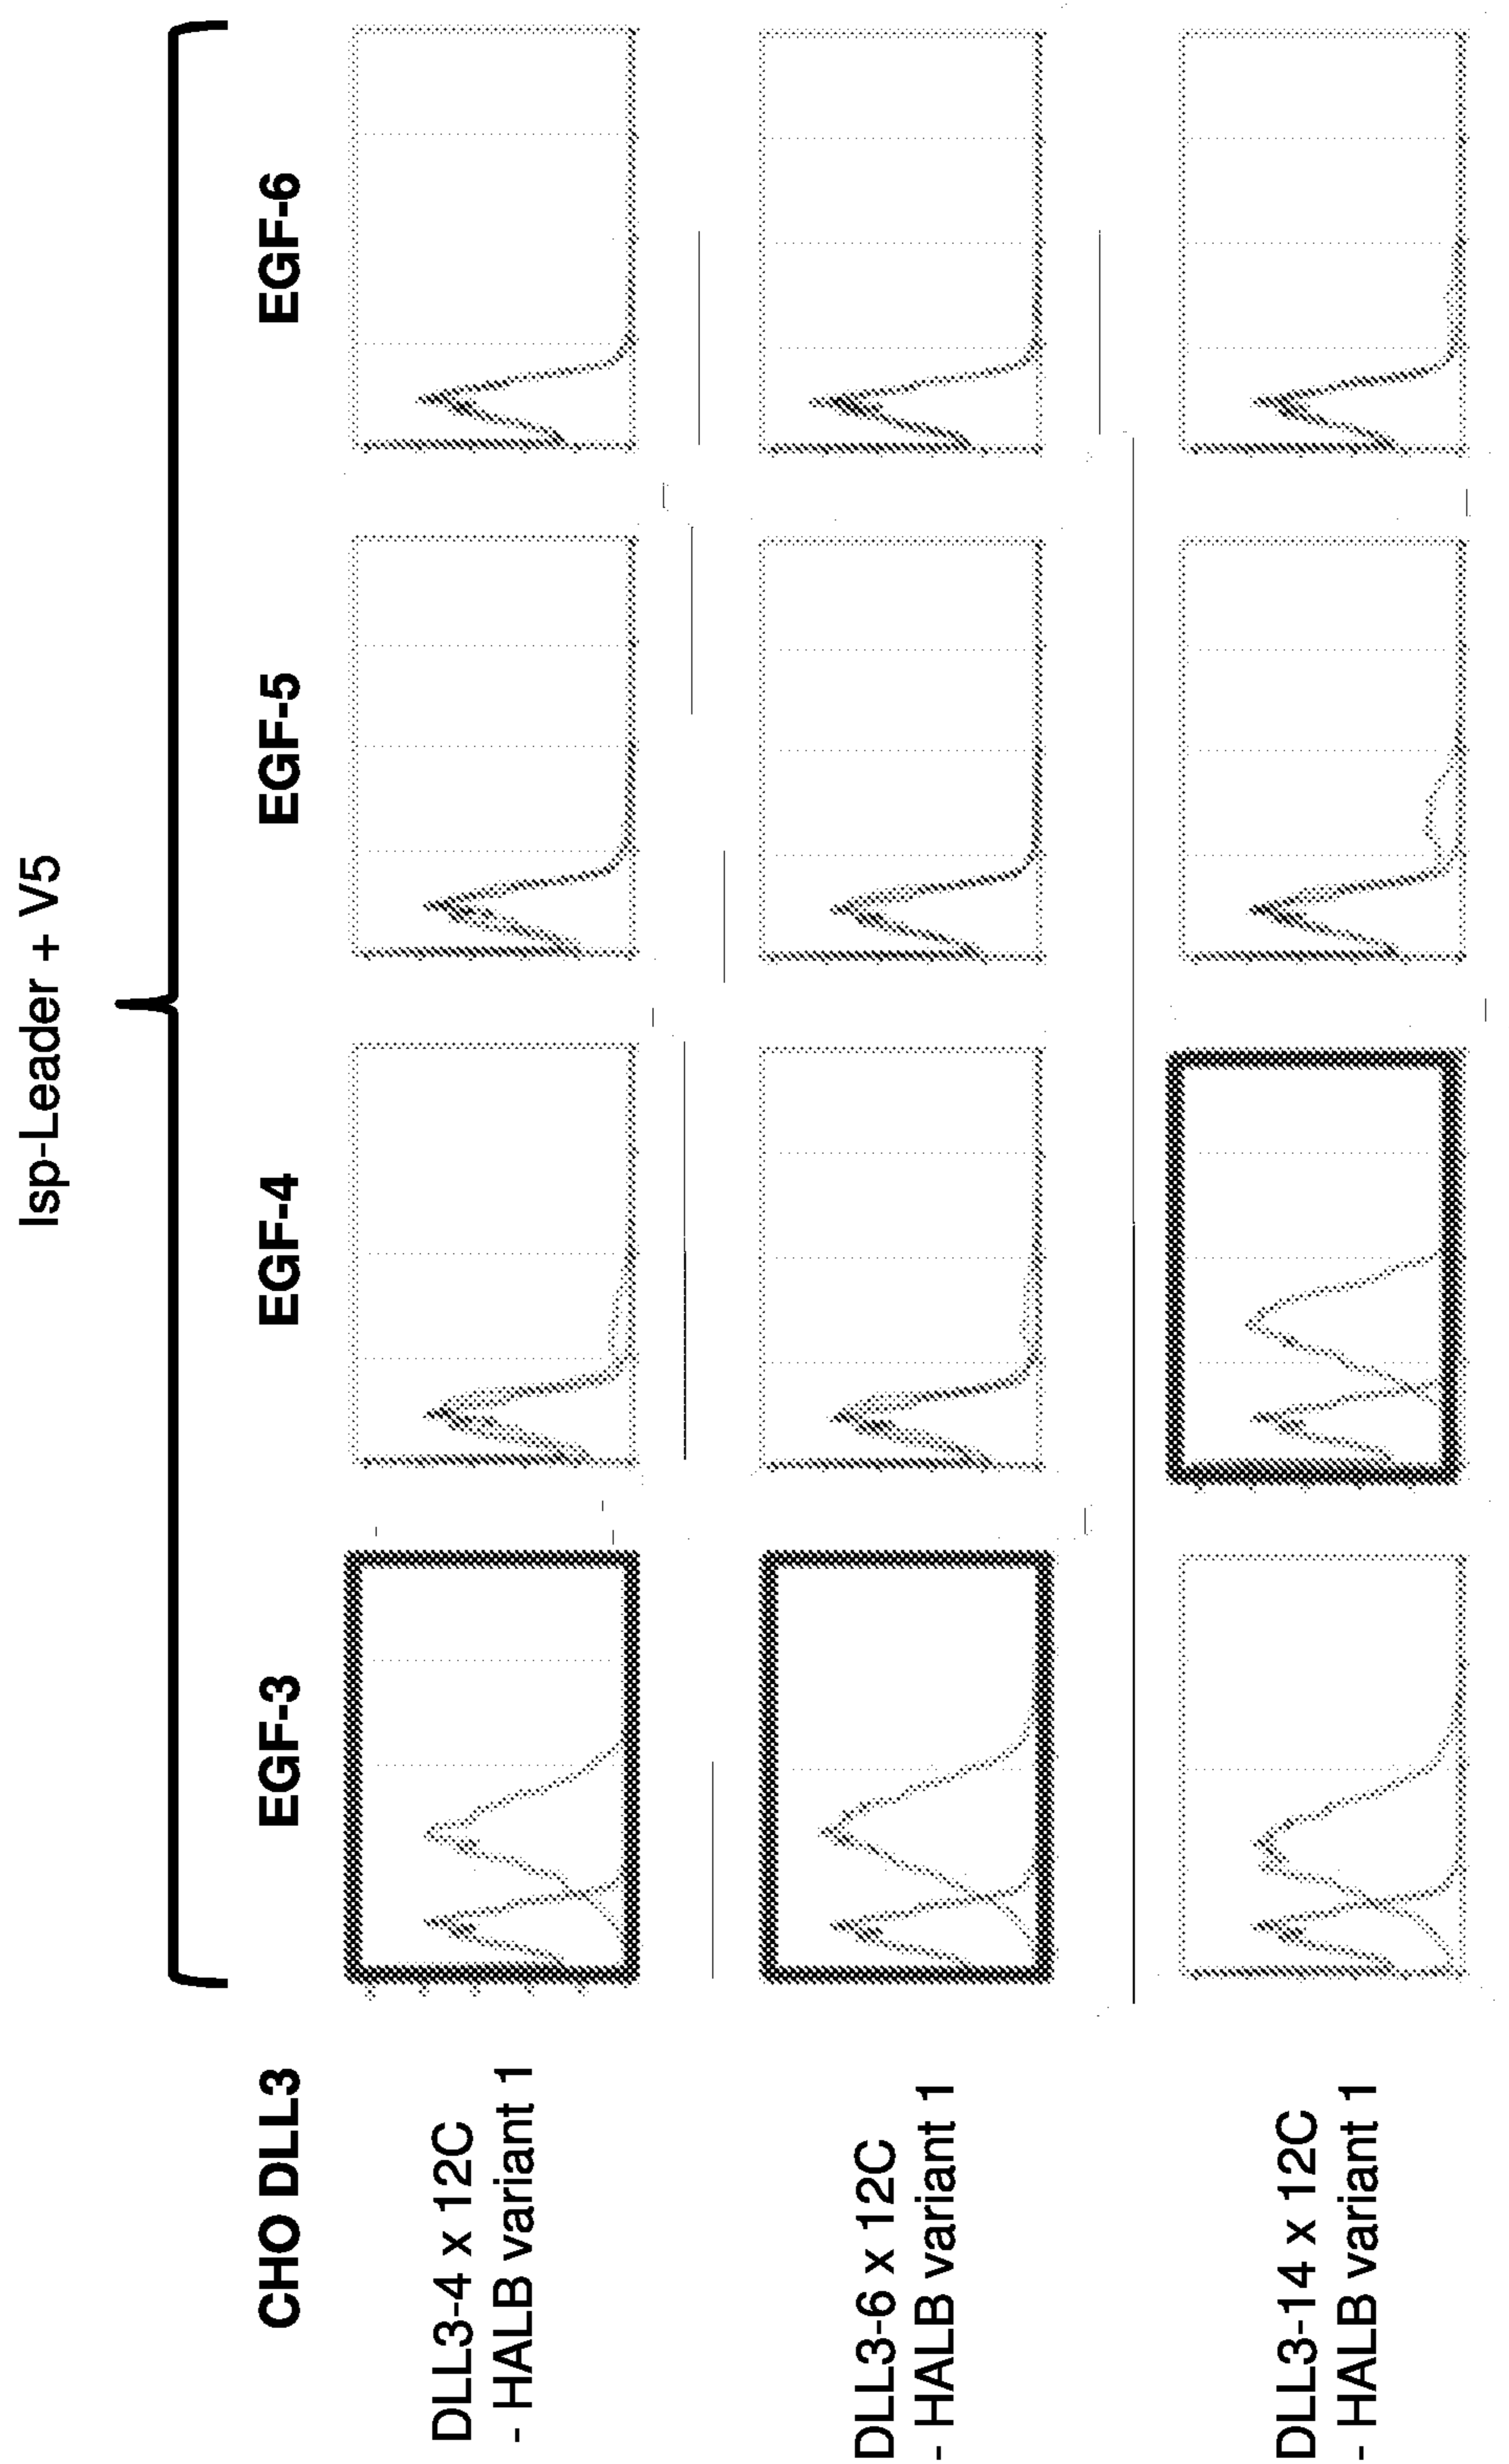 Isp-Leader + V5
CHO DLL3
EGF-3
EGF-4
EGF-5
EGF-6
DLL3-4 x 12C
- HALB variant 1
DLL3-6 x 12C
- HALB variant 1
DLL3-14 x 12C
- HALB variant 1